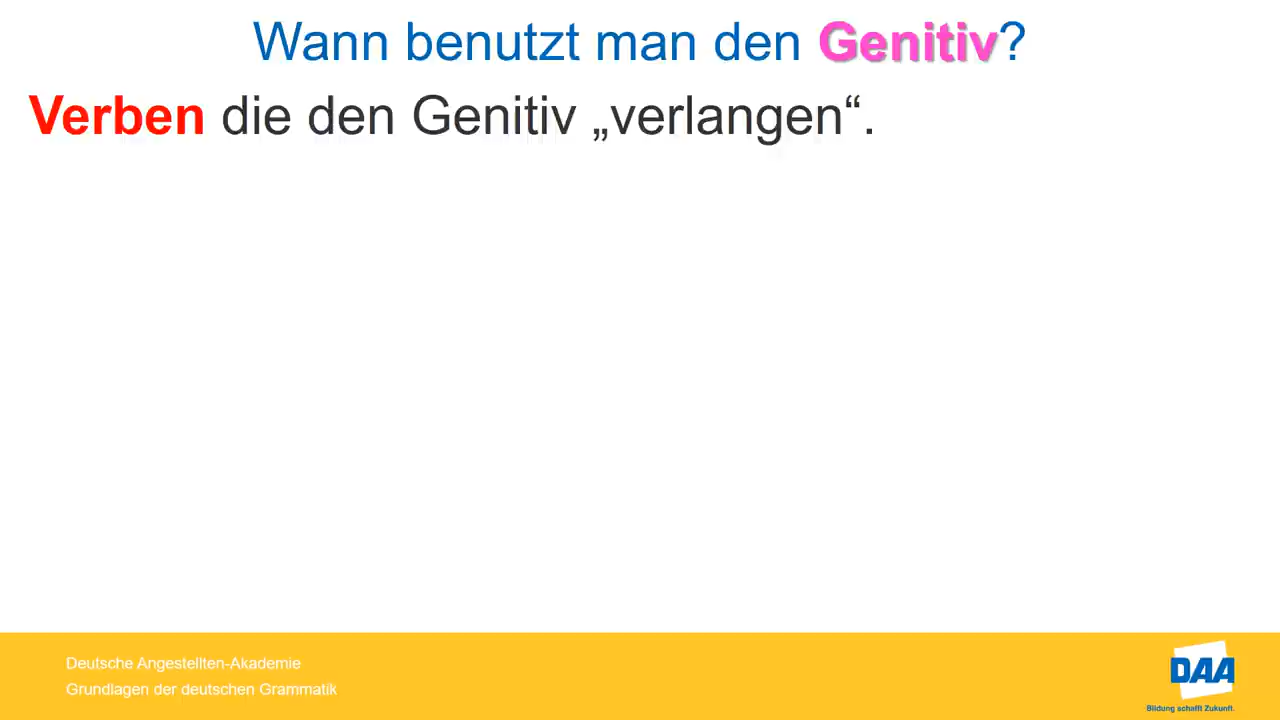 Wann benutzt man den Genitiv?
Verben die den Genitiv „verlangen“.
Deutsche Angestellten-Akademie
Grundlagen der deutschen Grammatik
DAA
Bildung schafft Zukunft.